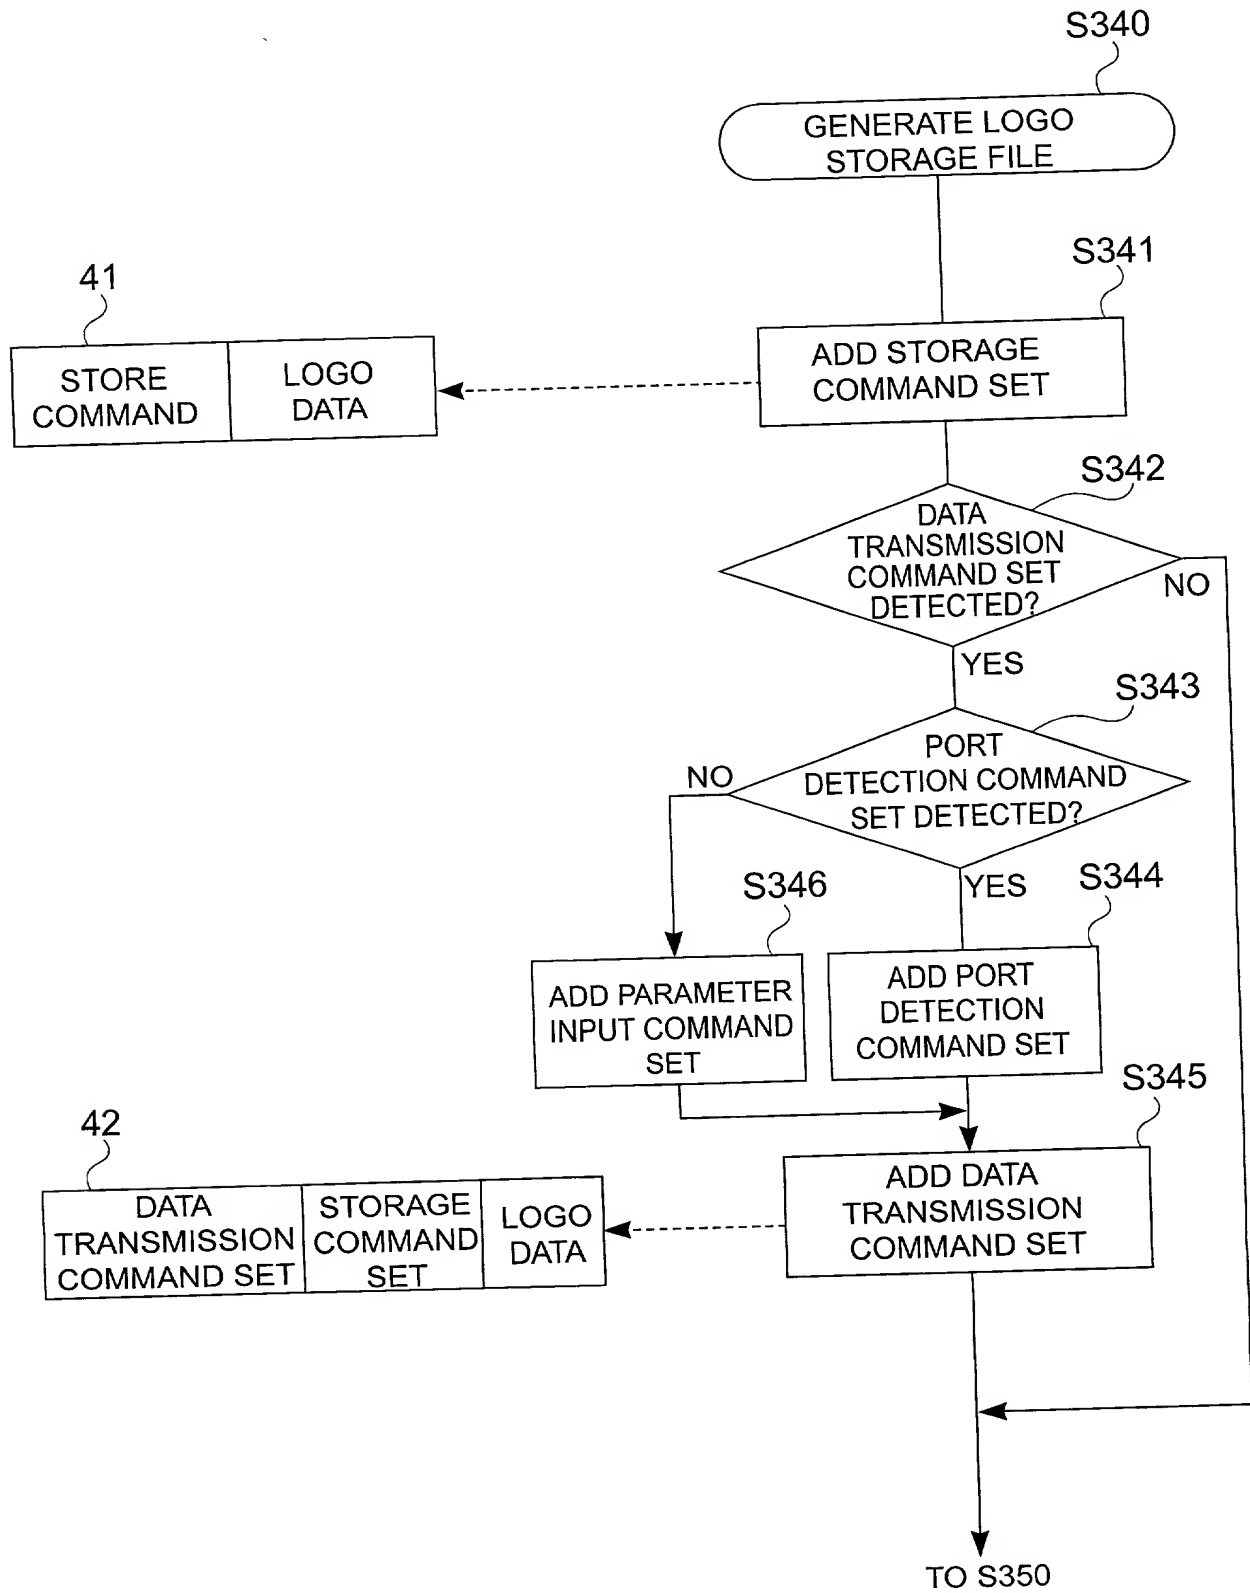 S340
GENERATE LOGO
STORAGE FILE
S341
41
ADD STORAGE
COMMAND SET
STORE
COMMAND
LOGO
DATA
S342
DATA
TRANSMISSION
COMMAND SET
DETECTED?
NO
YES
S343
PORT
DETECTION COMMAND
SET DETECTED?
NO
YES
S346
S344
ADD PARAMETER
INPUT COMMAND
SET
ADD PORT
DETECTION
COMMAND SET
S345
42
ADD DATA
TRANSMISSION
COMMAND SET
DATA
TRANSMISSION
COMMAND SET
STORAGE
COMMAND
SET
LOGO
DATA
TO S350